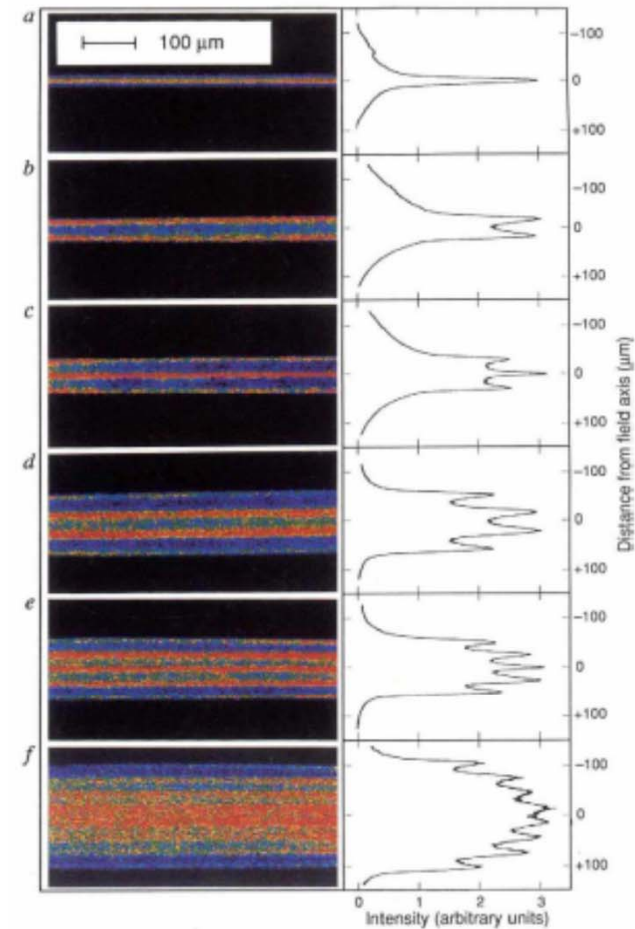 a
100 μm
−100
0
+100
b
−100
0
+100
c
−100
0
+100
d
−100
0
+100
e
−100
0
+100
f
−100
0
+100
Distance from field axis (μm)
0 1 2 3
Intensity (arbitrary units)